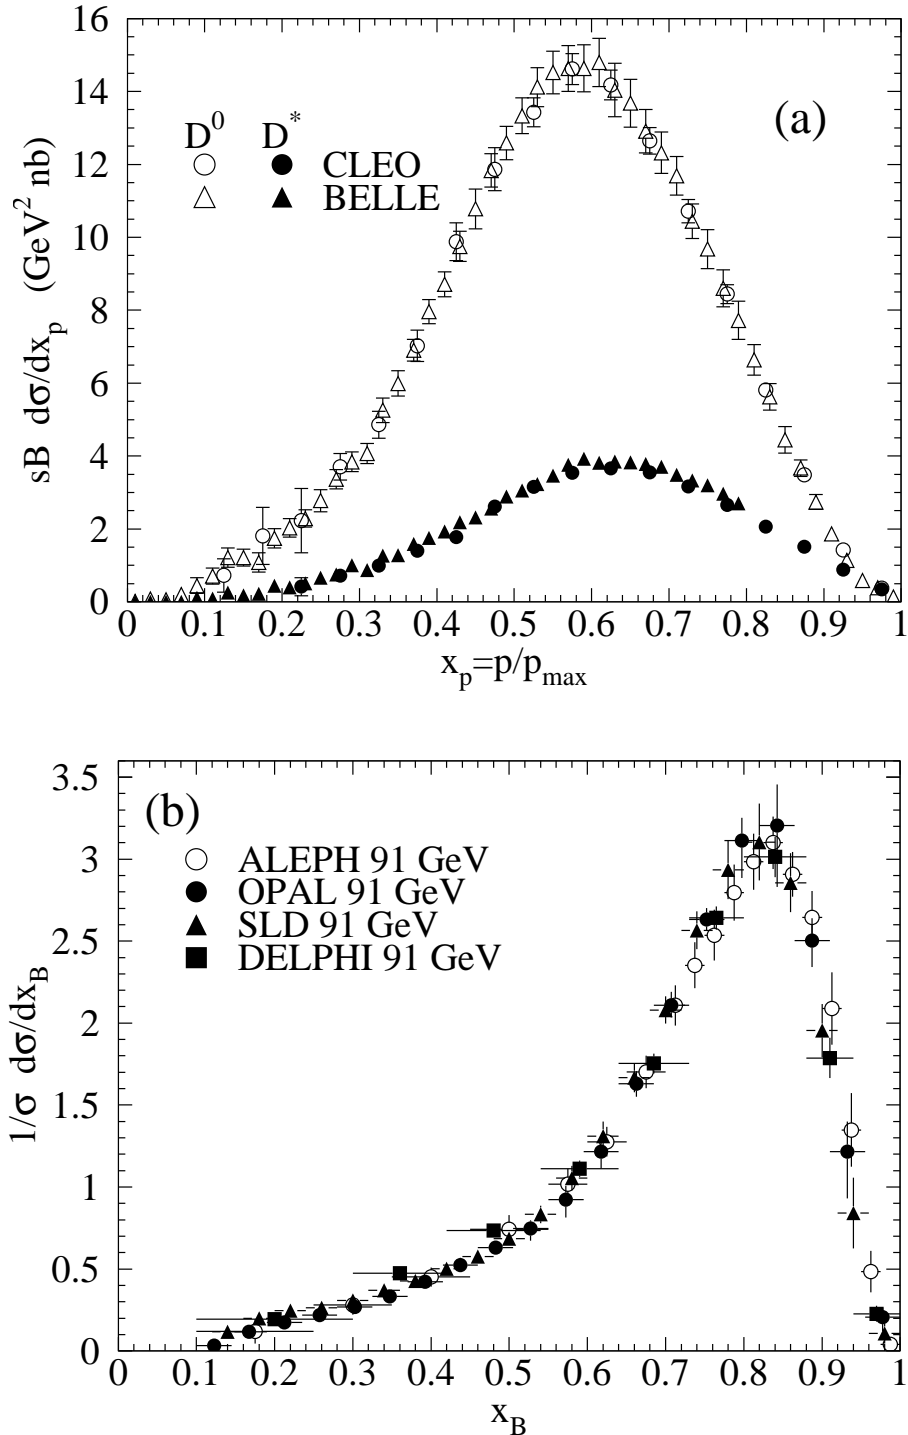 16
14
12
10
8
6
4
2
0
sB dσ/dx_p (GeV² nb)
(a)
D⁰ D*
CLEO
BELLE
0 0.1 0.2 0.3 0.4 0.5 0.6 0.7 0.8 0.9 1
x_p=p/p_max
3.5
3
2.5
2
1.5
1
0.5
0
1/σ dσ/dx_B
(b)
ALEPH 91 GeV
OPAL 91 GeV
SLD 91 GeV
DELPHI 91 GeV
0 0.1 0.2 0.3 0.4 0.5 0.6 0.7 0.8 0.9 1
x_B